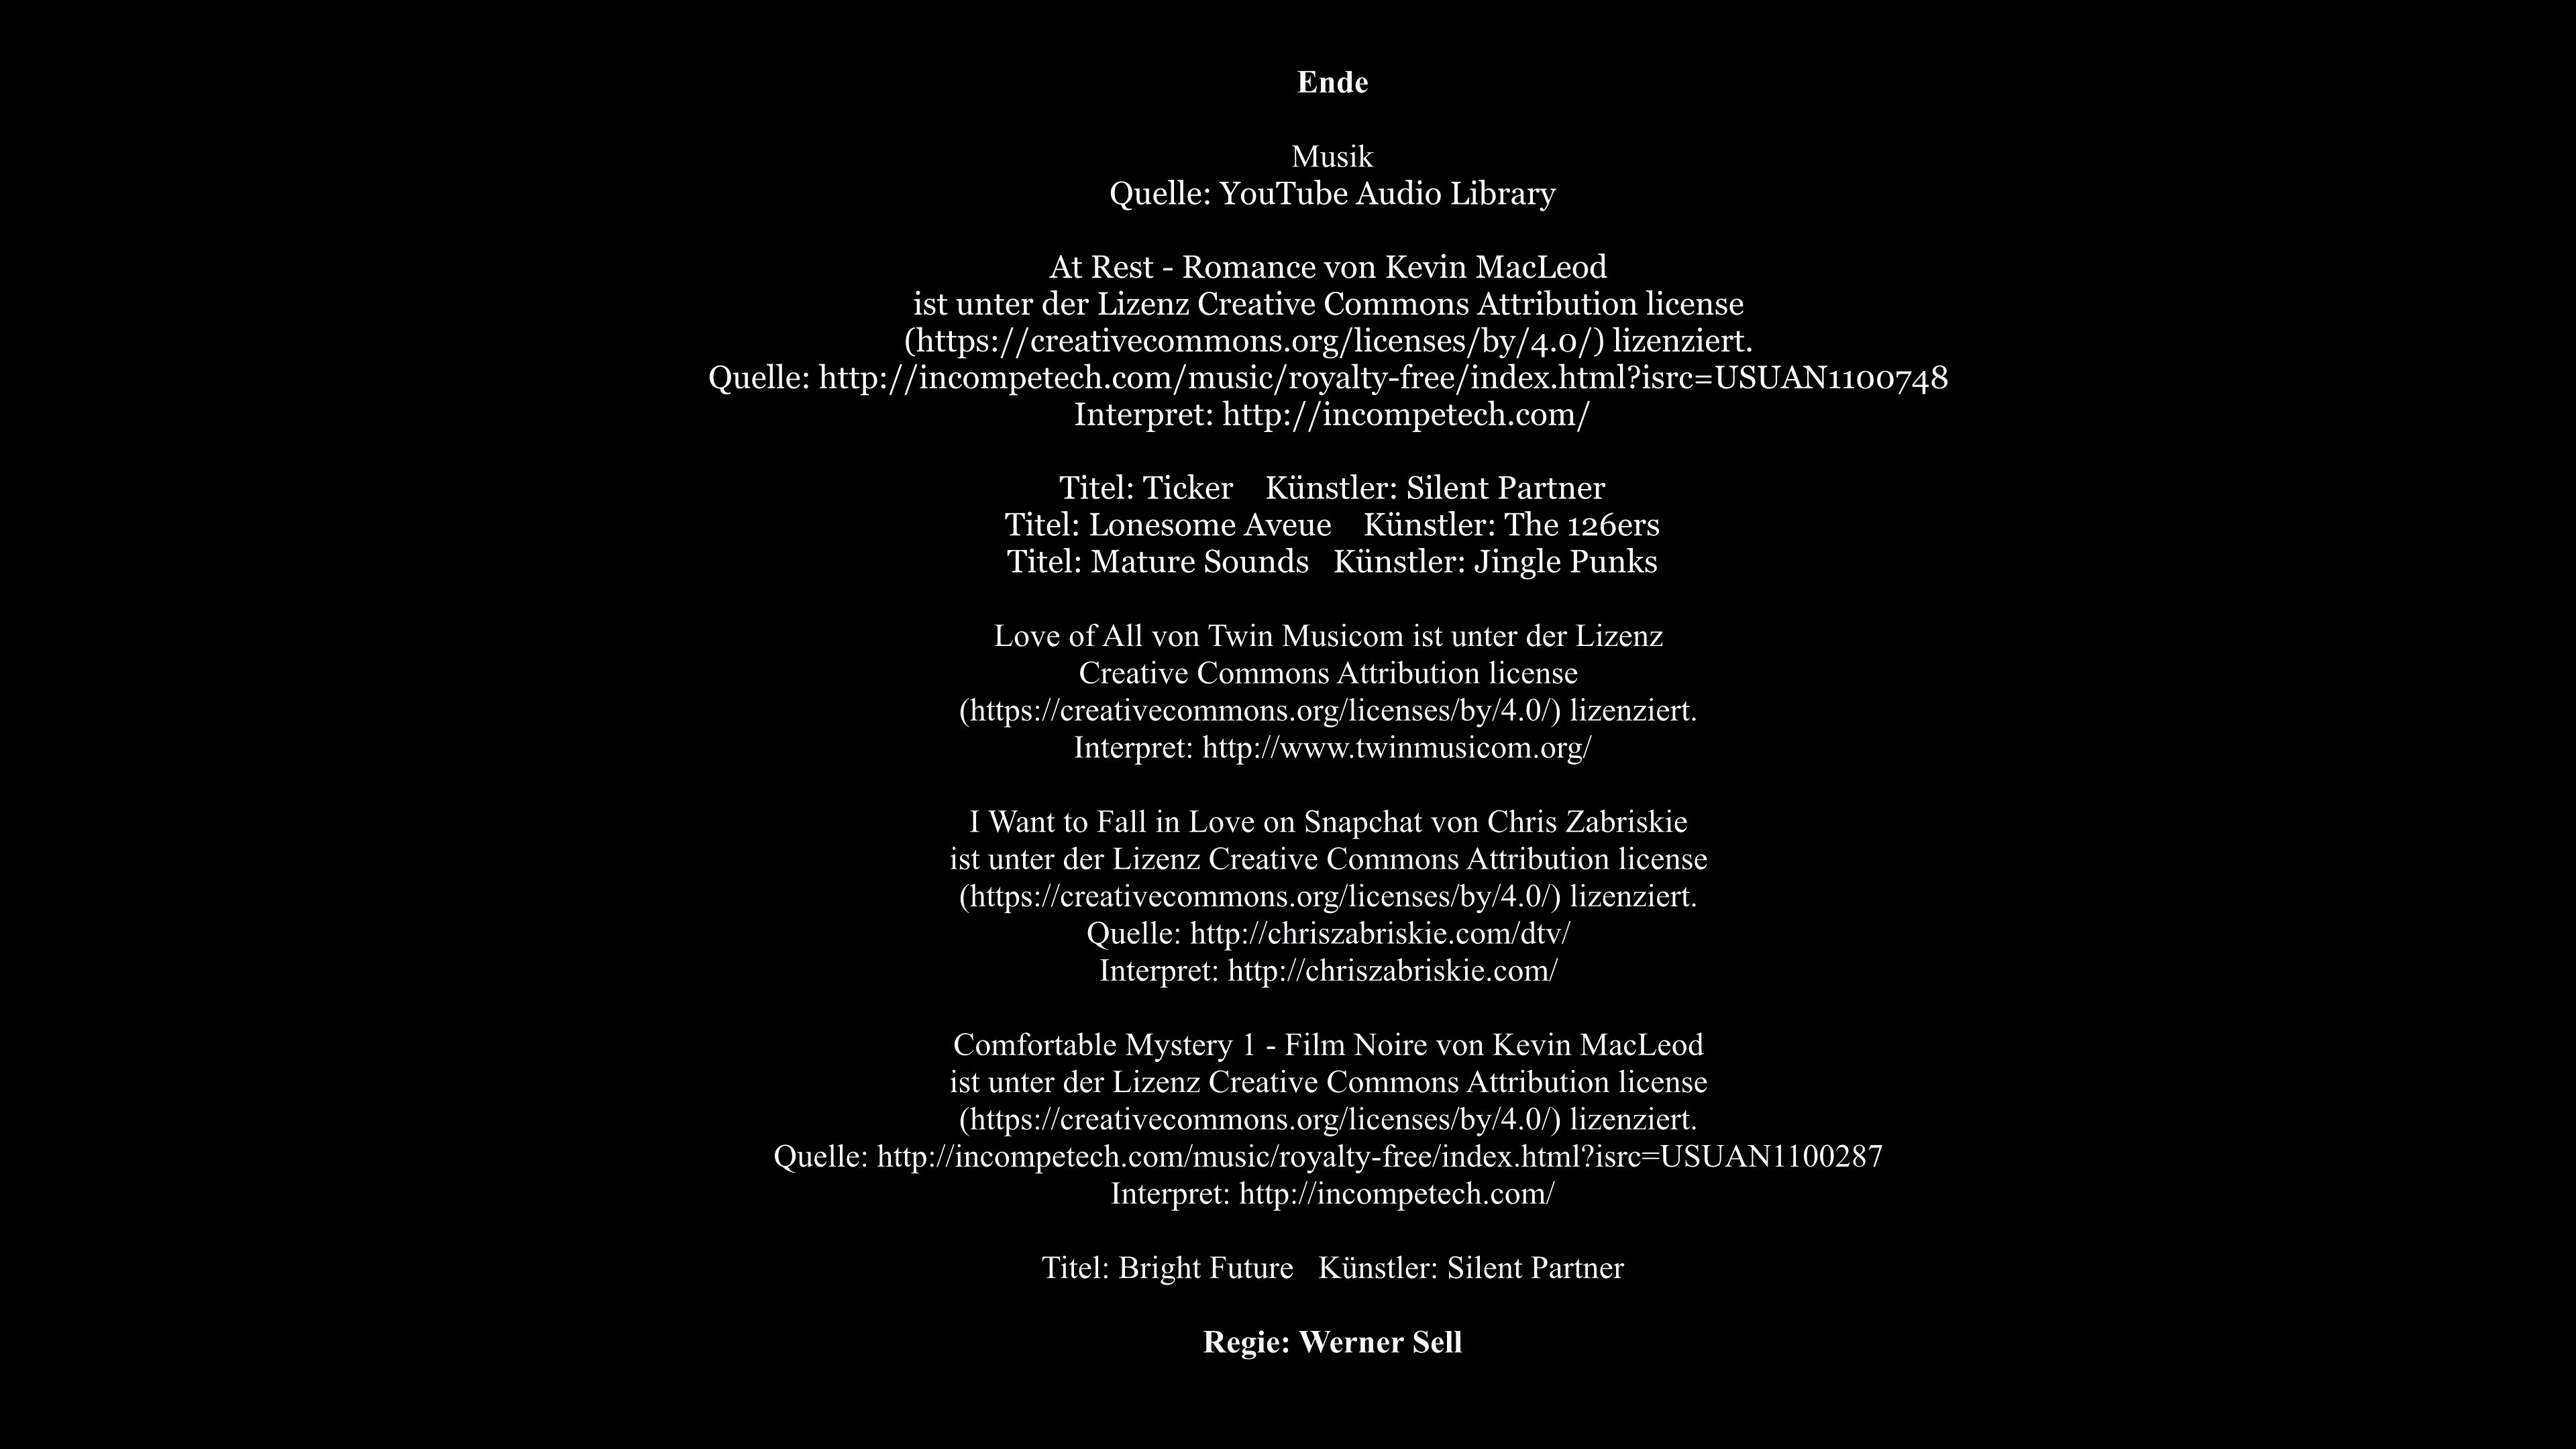 Ende
Musik
Quelle: YouTube Audio Library
At Rest - Romance von Kevin MacLeod
ist unter der Lizenz Creative Commons Attribution license
(https://creativecommons.org/licenses/by/4.0/) lizenziert.
Quelle: http://incompetech.com/music/royalty-free/index.html?isrc=USUAN1100748
Interpret: http://incompetech.com/
Titel: Ticker    Künstler: Silent Partner
Titel: Lonesome Aveue    Künstler: The 126ers
Titel: Mature Sounds   Künstler: Jingle Punks
Love of All von Twin Musicom ist unter der Lizenz
Creative Commons Attribution license
(https://creativecommons.org/licenses/by/4.0/) lizenziert.
Interpret: http://www.twinmusicom.org/
I Want to Fall in Love on Snapchat von Chris Zabriskie
ist unter der Lizenz Creative Commons Attribution license
(https://creativecommons.org/licenses/by/4.0/) lizenziert.
Quelle: http://chriszabriskie.com/dtv/
Interpret: http://chriszabriskie.com/
Comfortable Mystery 1 - Film Noire von Kevin MacLeod
ist unter der Lizenz Creative Commons Attribution license
(https://creativecommons.org/licenses/by/4.0/) lizenziert.
Quelle: http://incompetech.com/music/royalty-free/index.html?isrc=USUAN1100287
Interpret: http://incompetech.com/
Titel: Bright Future   Künstler: Silent Partner
Regie: Werner Sell